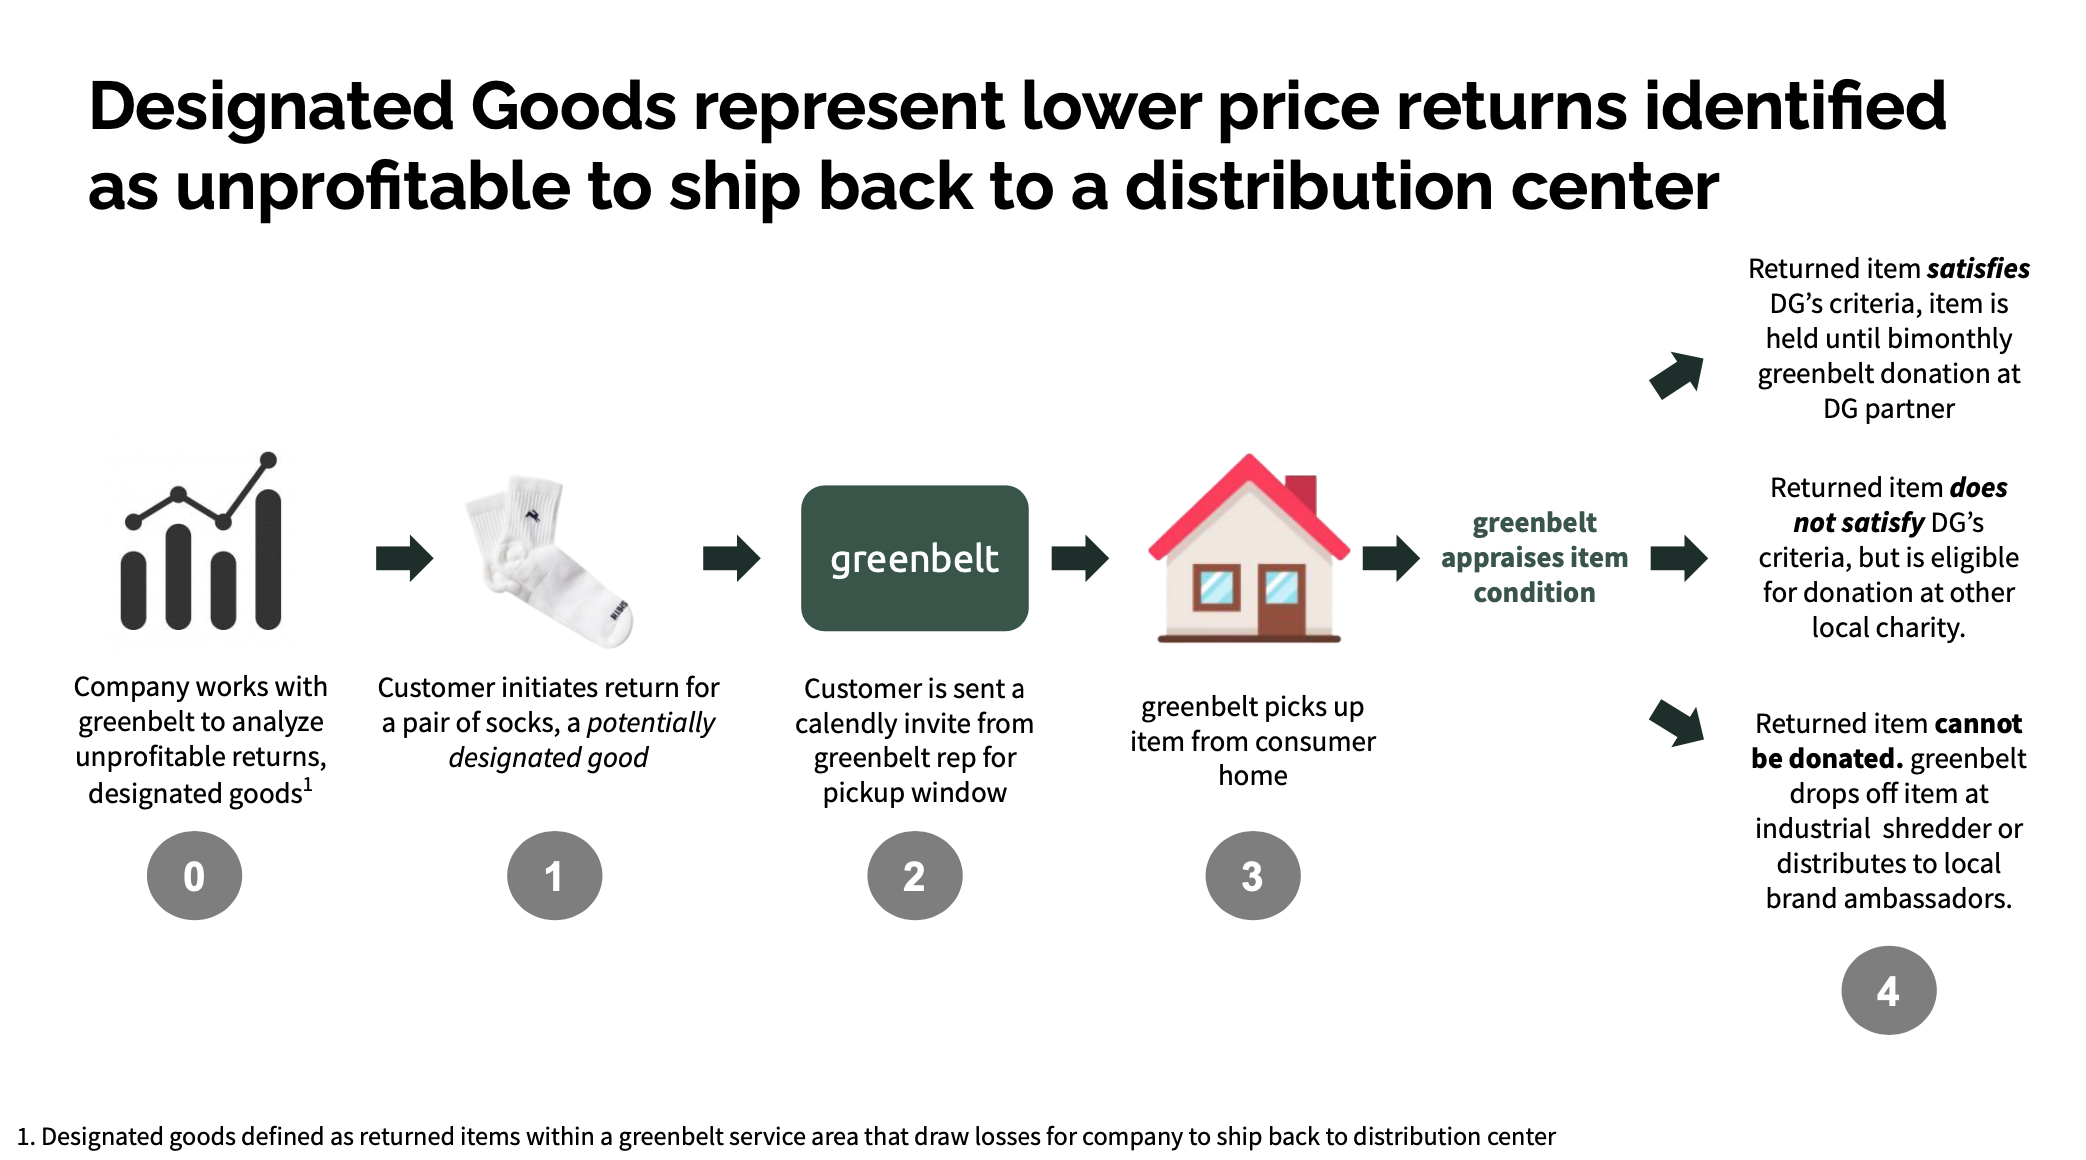 Designated Goods represent lower price returns identified
as unprofitable to ship back to a distribution center
Company works with
greenbelt to analyze
unprofitable returns,
designated goods1
0
Customer initiates return for
a pair of socks, a potentially
designated good
1
greenbelt
Customer is sent a
calendly invite from
greenbelt rep for
pickup window
2
greenbelt picks up
item from consumer
home
3
greenbelt
appraises item
condition
Returned item satisfies
DG’s criteria, item is
held until bimonthly
greenbelt donation at
DG partner
Returned item does
not satisfy DG’s
criteria, but is eligible
for donation at other
local charity.
Returned item cannot
be donated. greenbelt
drops off item at
industrial  shredder or
distributes to local
brand ambassadors.
4
1. Designated goods defined as returned items within a greenbelt service area that draw losses for company to ship back to distribution center